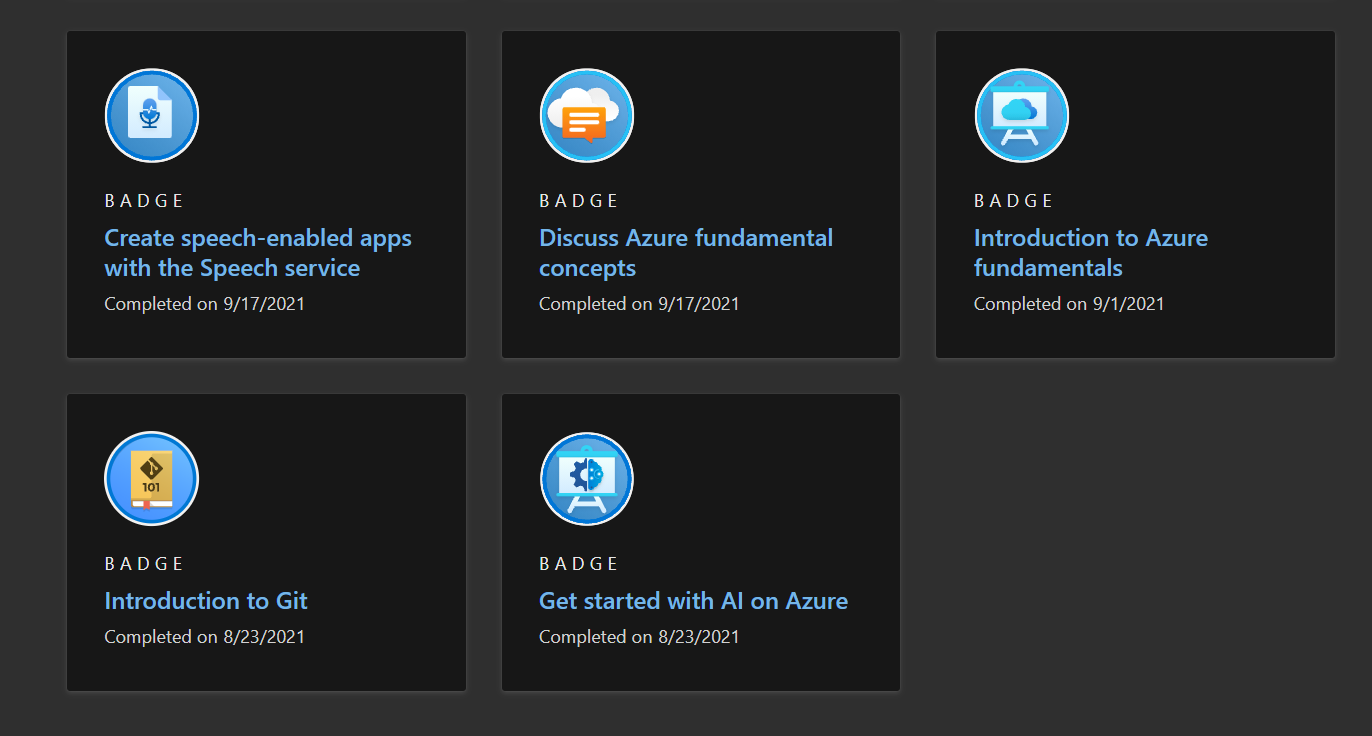 BADGE
Create speech-enabled apps
with the Speech service
Completed on 9/17/2021
BADGE
Discuss Azure fundamental
concepts
Completed on 9/17/2021
BADGE
Introduction to Azure
fundamentals
Completed on 9/1/2021
101
BADGE
Introduction to Git
Completed on 8/23/2021
BADGE
Get started with AI on Azure
Completed on 8/23/2021